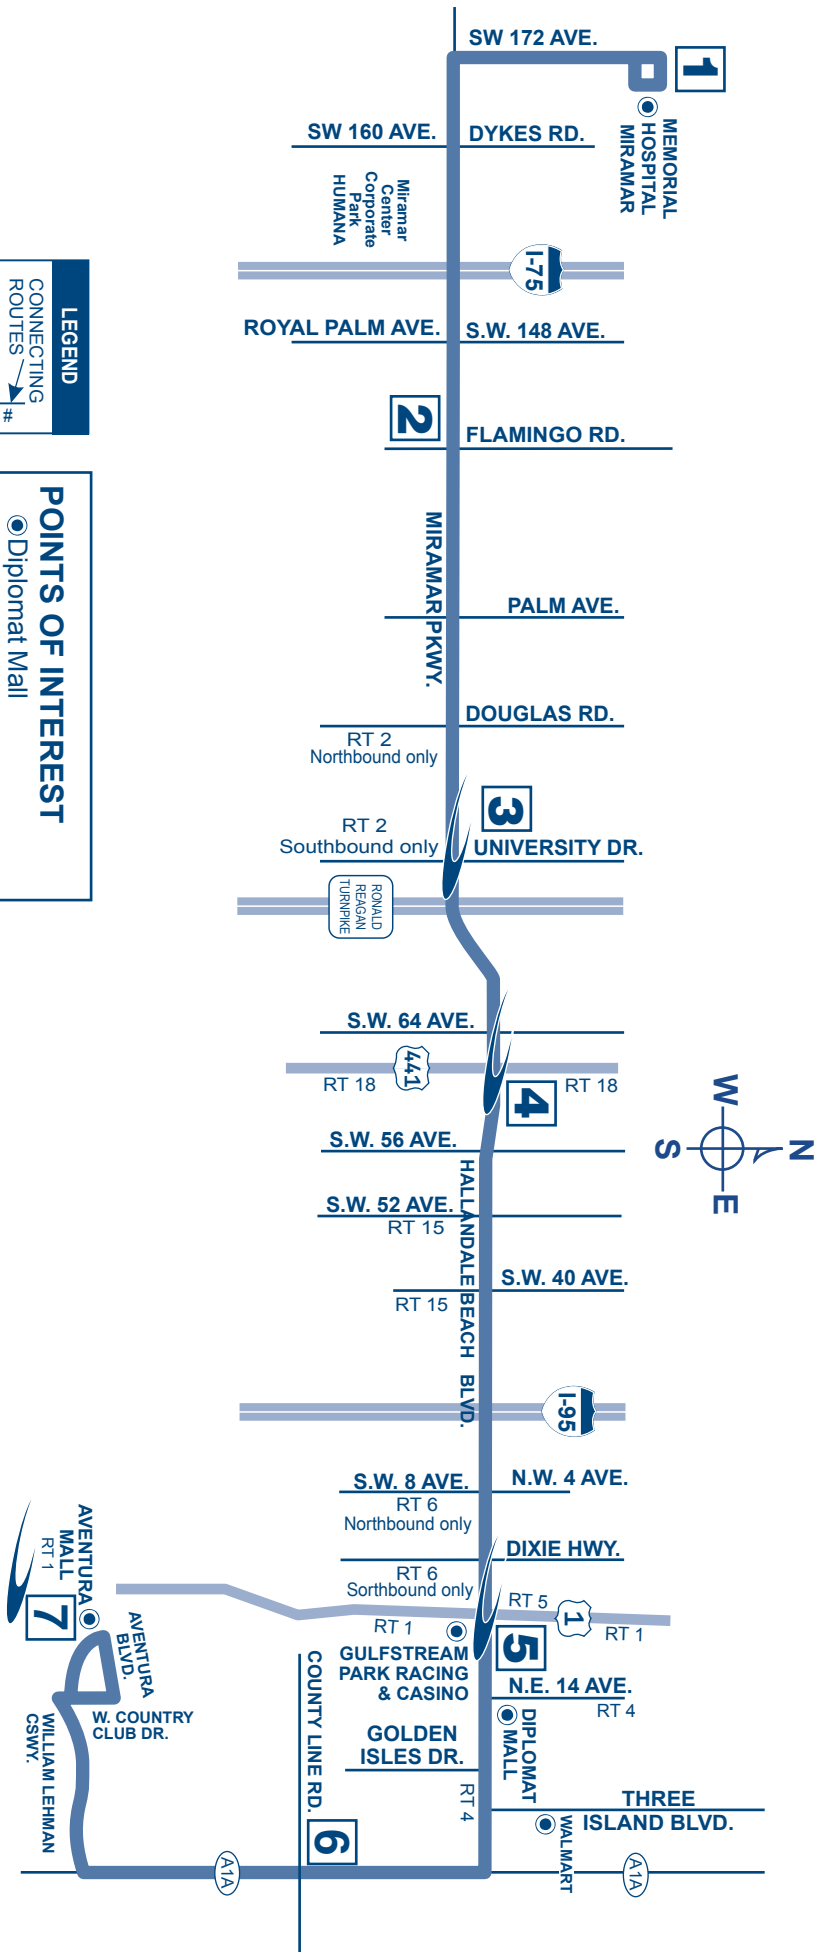 SW 172 AVE.
1
MEMORIAL
HOSPITAL
MIRAMAR
SW 160 AVE.
DYKES RD.
Miramar
Center
Corporate
Park
HUMANA
I-75
ROYAL PALM AVE.
S.W. 148 AVE.
2
FLAMINGO RD.
MIRAMAR PKWY.
PALM AVE.
DOUGLAS RD.
RT 2
Northbound only
3
RT 2
Southbound only
UNIVERSITY DR.
RONALD
REAGAN
TURNPIKE
LEGEND
CONNECTING
ROUTES
#
POINTS OF INTEREST
Diplomat Mall
S.W. 64 AVE.
441
RT 18
RT 18
4
N
W
E
S
S.W. 56 AVE.
HALLANDALE BEACH BLVD.
S.W. 52 AVE.
RT 15
S.W. 40 AVE.
RT 15
I-95
S.W. 8 AVE.
N.W. 4 AVE.
RT 6
Northbound only
DIXIE HWY.
RT 6
Sorthbound only
RT 5
1
RT 1
RT 1
5
GULFSTREAM
PARK RACING
& CASINO
N.E. 14 AVE.
RT 4
DIPLOMAT
MALL
GOLDEN
ISLES DR.
RT 4
THREE
ISLAND BLVD.
WALMART
COUNTY LINE RD.
6
A1A
A1A
AVENTURA
MALL
RT 1
7
AVENTURA
BLVD.
W. COUNTRY
CLUB DR.
WILLIAM LEHMAN
CSWY.